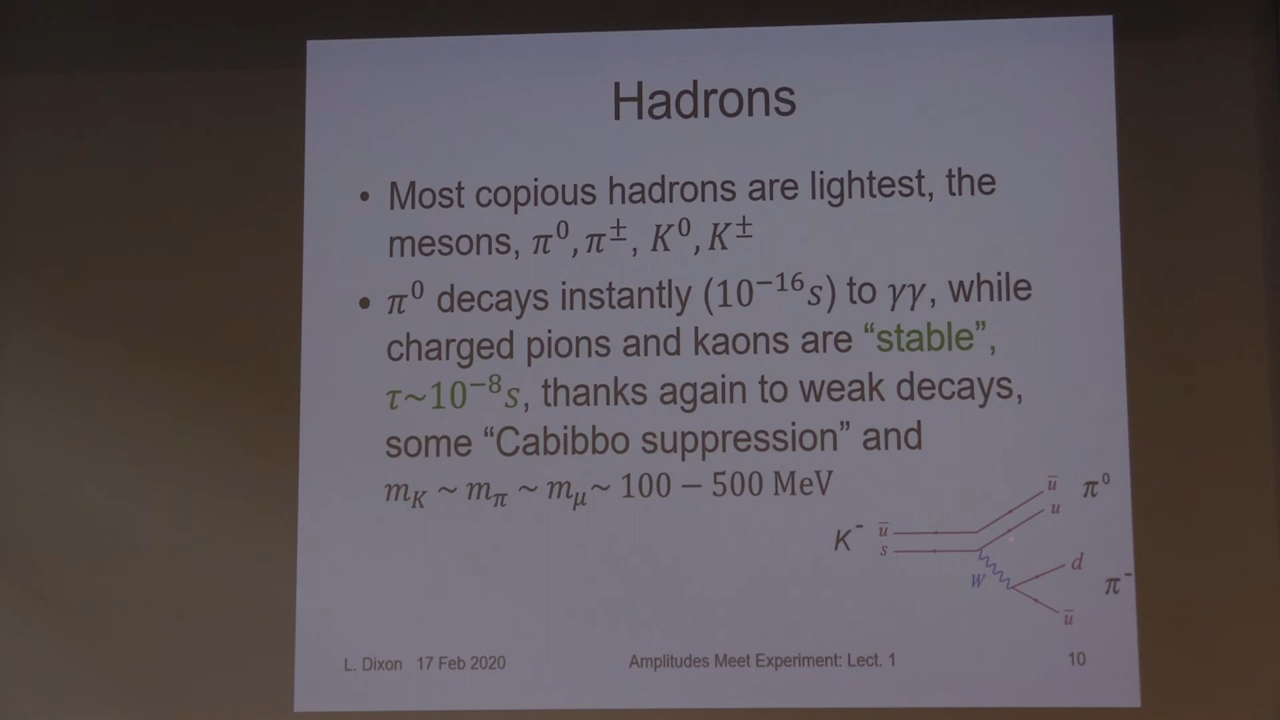 Hadrons
• Most copious hadrons are lightest, the
mesons, π⁰, π±, K⁰, K±
• π⁰ decays instantly (10⁻¹⁶s) to γγ, while
charged pions and kaons are “stable”,
τ~10⁻⁸s, thanks again to weak decays,
some “Cabibbo suppression” and
m_K ~ m_π ~ m_μ~ 100 − 500 MeV
K⁻
ū
s
ū
u
π⁰
W
d
ū
π⁻
L. Dixon 17 Feb 2020
Amplitudes Meet Experiment: Lect. 1
10